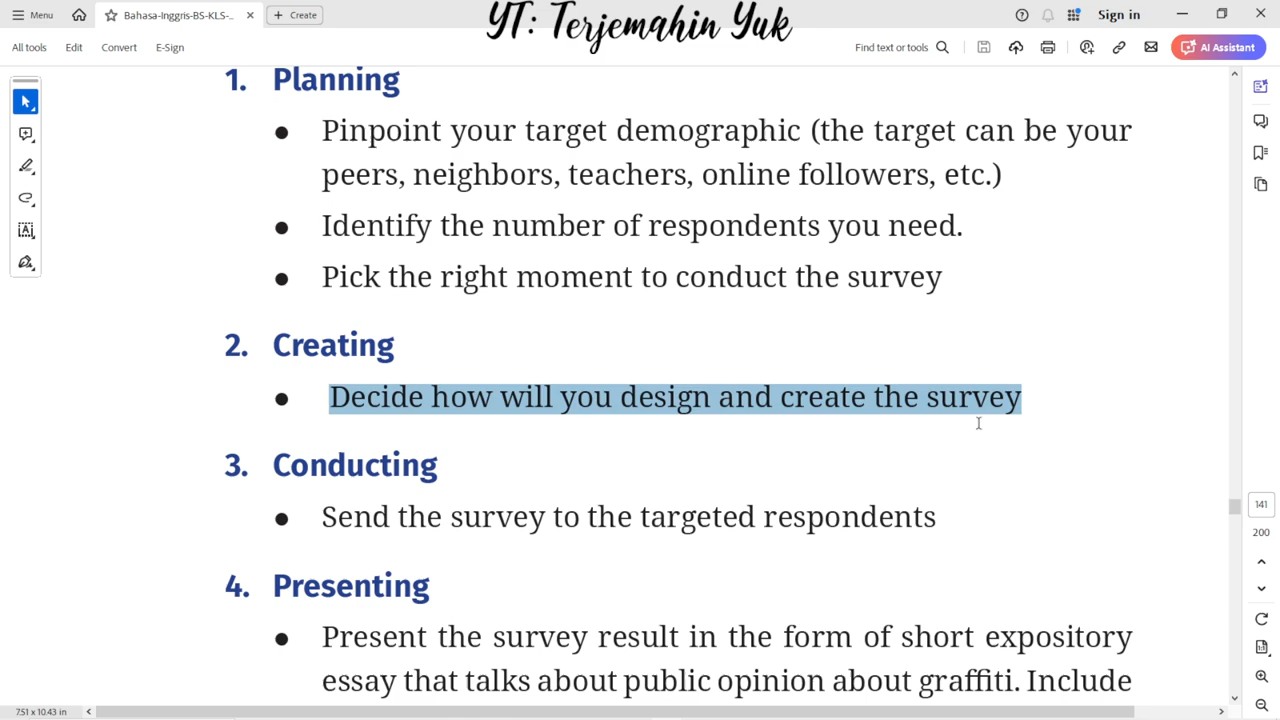 YT: Terjemahin Yuk
Menu
Bahasa-Inggris-BS-KLS-...
Create
Sign in
All tools
Edit
Convert
E-Sign
Find text or tools
AI Assistant
1. Planning
● Pinpoint your target demographic (the target can be your
peers, neighbors, teachers, online followers, etc.)
● Identify the number of respondents you need.
● Pick the right moment to conduct the survey
2. Creating
● Decide how will you design and create the survey
3. Conducting
● Send the survey to the targeted respondents
4. Presenting
● Present the survey result in the form of short expository
essay that talks about public opinion about graffiti. Include
141
200
7.51 x 10.43 in